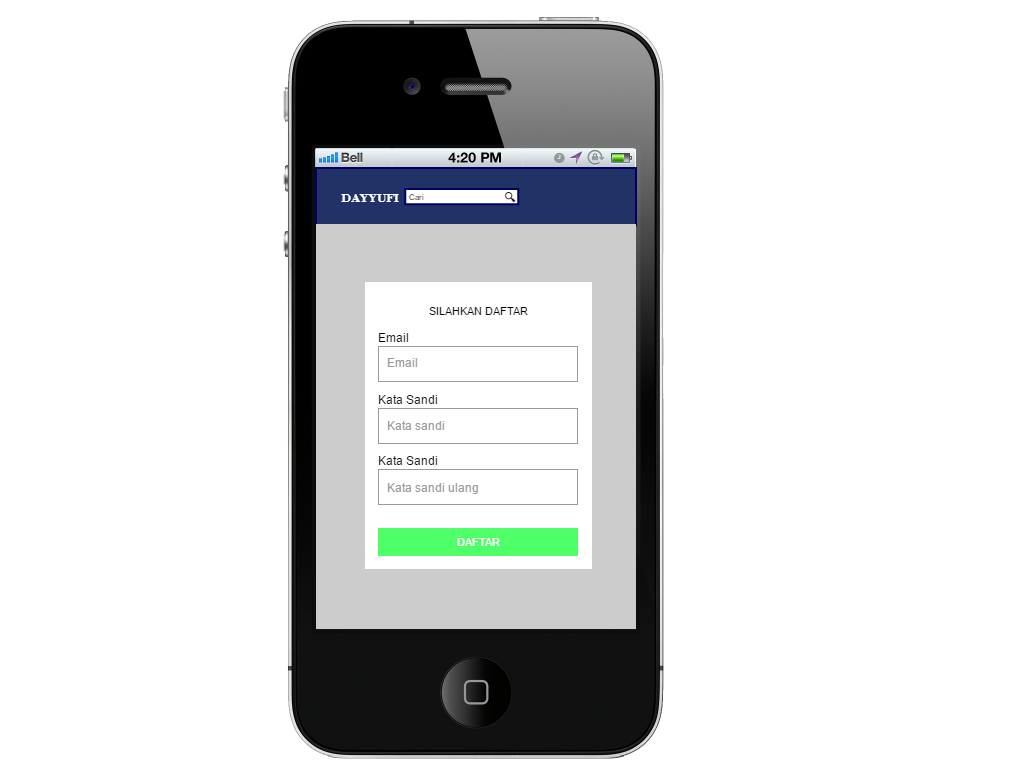 Bell 4:20 PM
DAYYUFI Cari
SILAHKAN DAFTAR
Email
Email
Kata Sandi
Kata sandi
Kata Sandi
Kata sandi ulang
DAFTAR